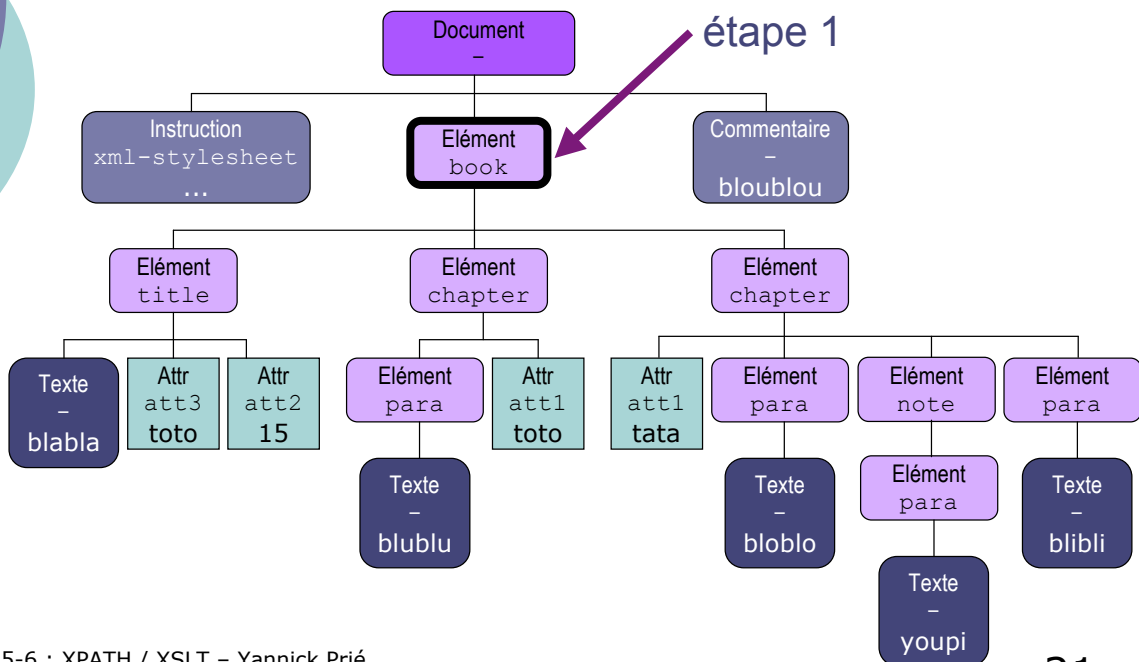 Document
–
étape 1
Instruction
xml-stylesheet
...
Elément
book
Commentaire
–
bloublou
Elément
title
Elément
chapter
Elément
chapter
Texte
–
blabla
Attr
att3
toto
Attr
att2
15
Elément
para
Attr
att1
toto
Attr
att1
tata
Elément
para
Elément
note
Elément
para
Texte
–
blublu
Texte
–
bloblo
Elément
para
Texte
–
blibli
Texte
–
youpi
5-6 : XPATH / XSLT – Yannick Prié